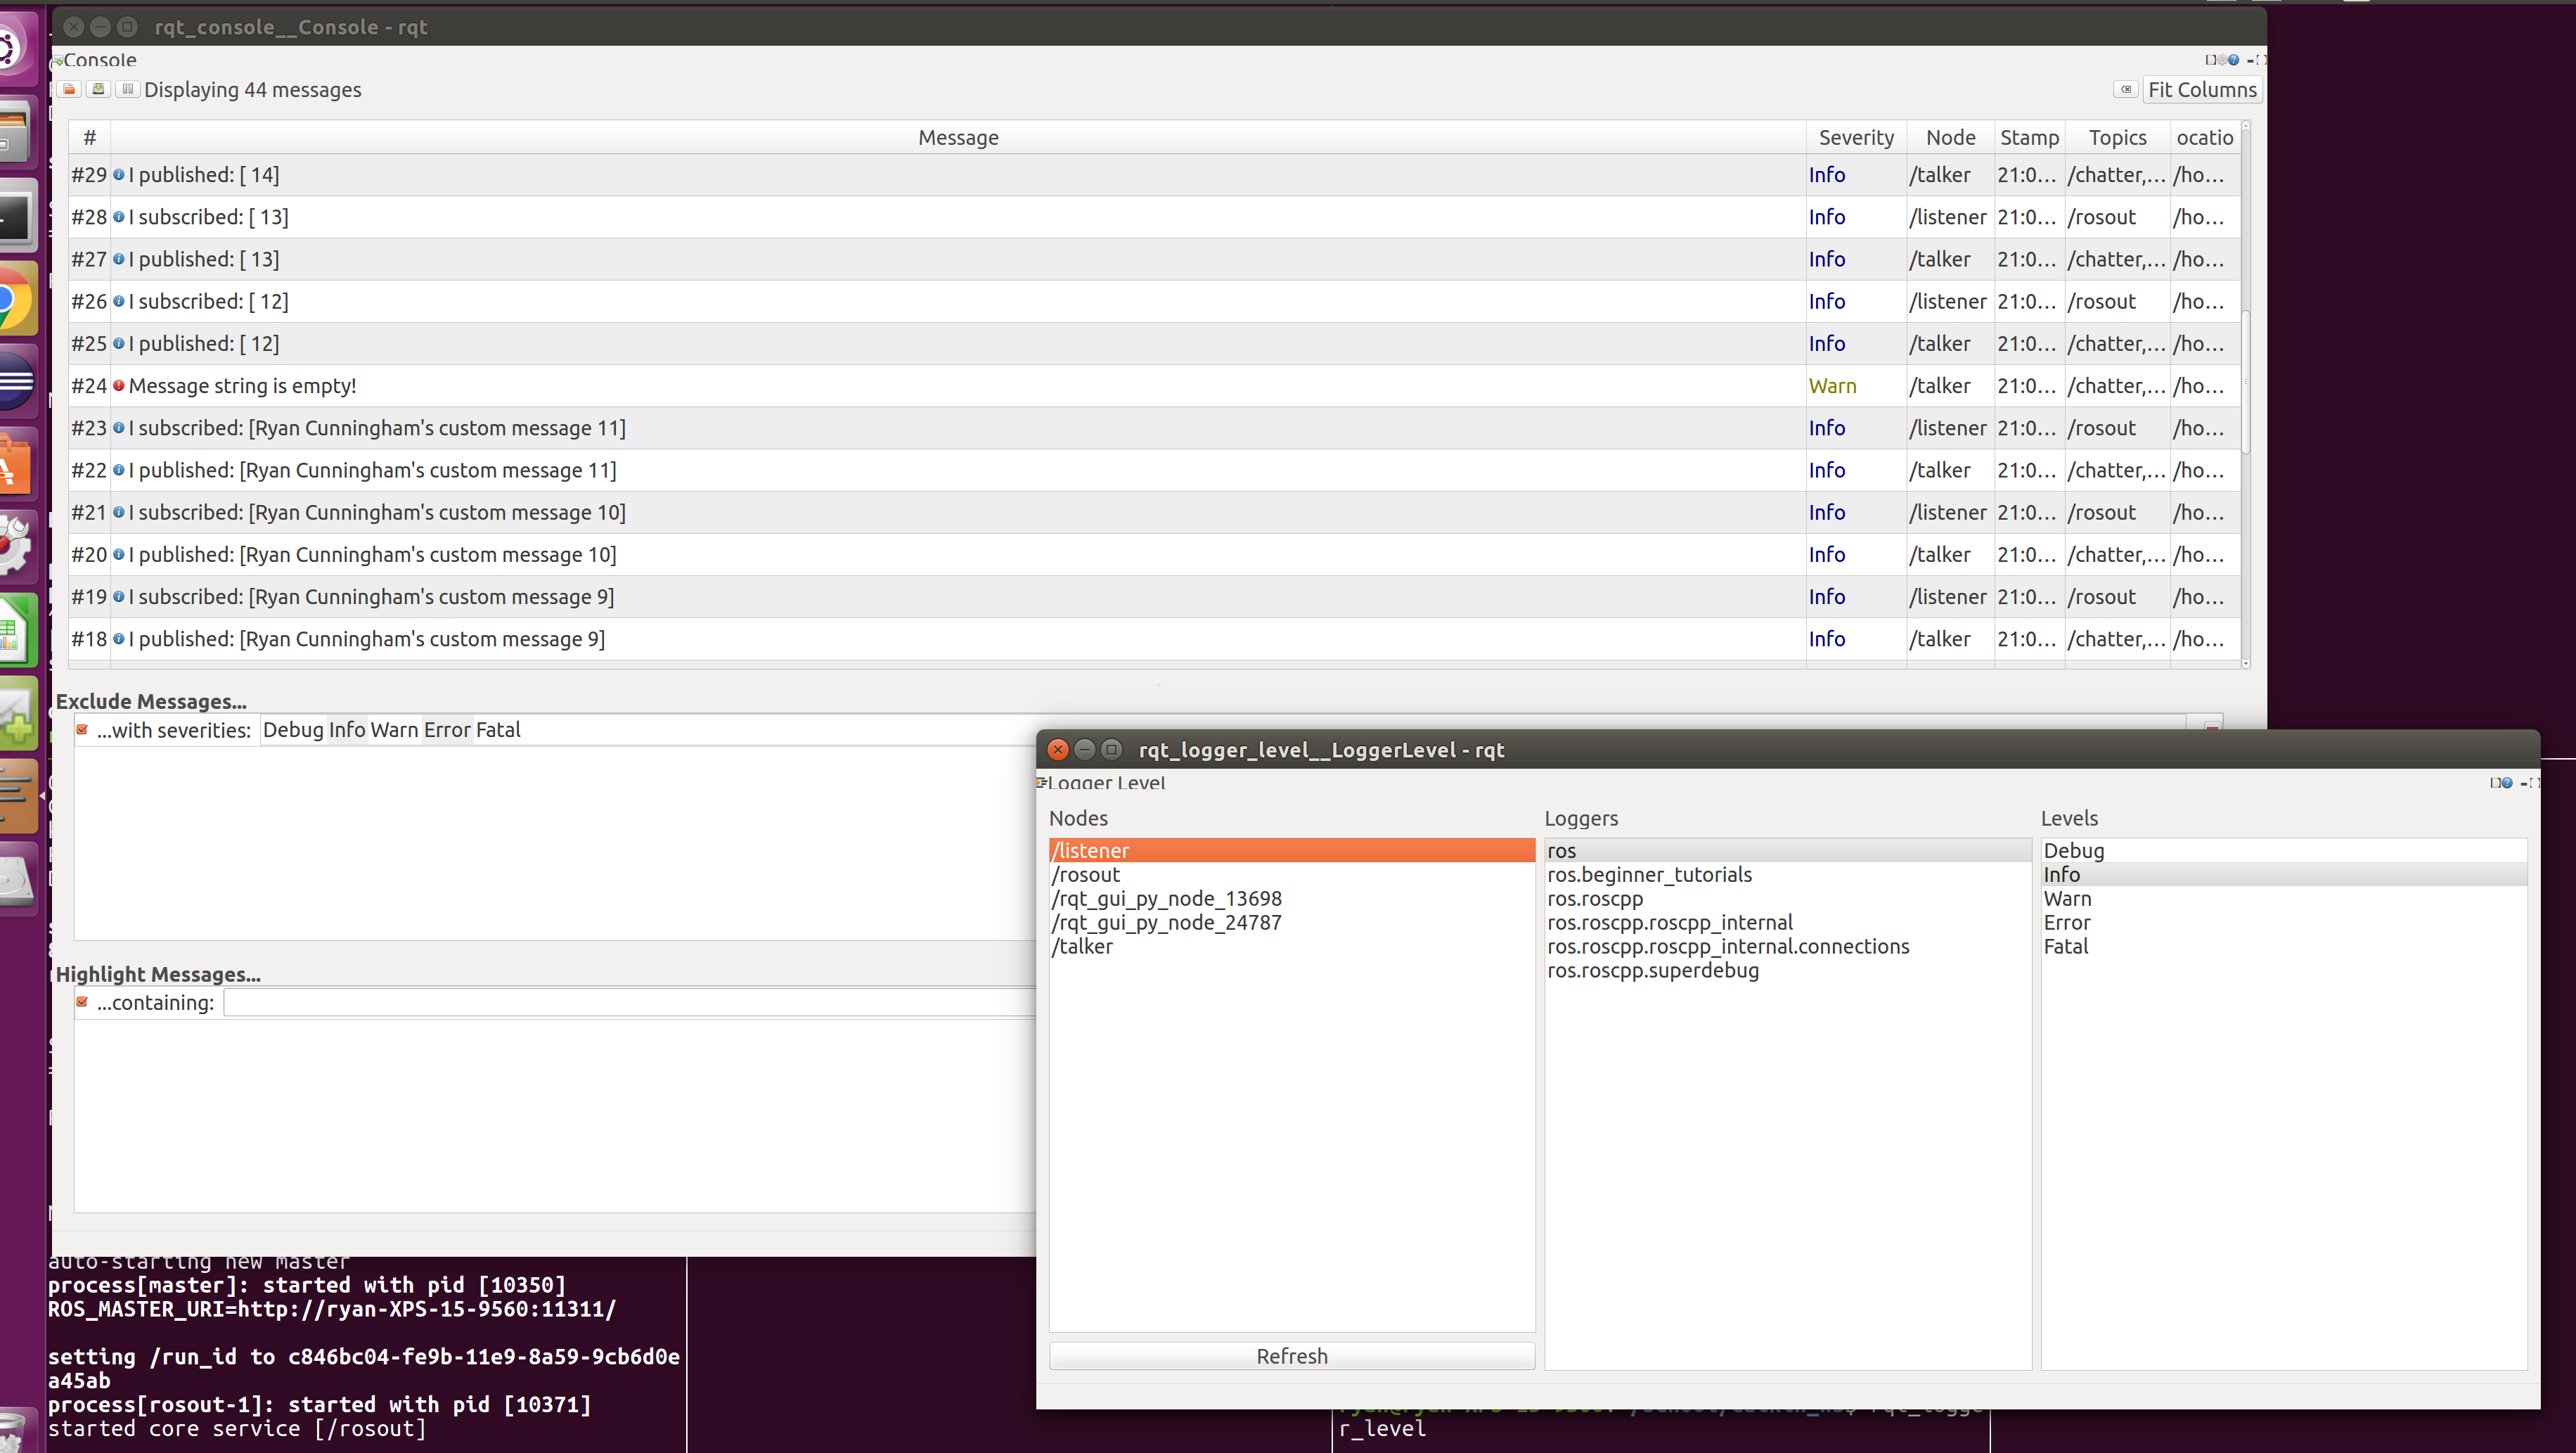 rqt_console__Console - rqt
Console
Displaying 44 messages
Fit Columns
# Message Severity Node Stamp Topics ocatio
#29 I published: [ 14] Info /talker 21:0... /chatter,... /ho...
#28 I subscribed: [ 13] Info /listener 21:0... /rosout /ho...
#27 I published: [ 13] Info /talker 21:0... /chatter,... /ho...
#26 I subscribed: [ 12] Info /listener 21:0... /rosout /ho...
#25 I published: [ 12] Info /talker 21:0... /chatter,... /ho...
#24 Message string is empty! Warn /talker 21:0... /chatter,... /ho...
#23 I subscribed: [Ryan Cunningham's custom message 11] Info /listener 21:0... /rosout /ho...
#22 I published: [Ryan Cunningham's custom message 11] Info /talker 21:0... /chatter,... /ho...
#21 I subscribed: [Ryan Cunningham's custom message 10] Info /listener 21:0... /rosout /ho...
#20 I published: [Ryan Cunningham's custom message 10] Info /talker 21:0... /chatter,... /ho...
#19 I subscribed: [Ryan Cunningham's custom message 9] Info /listener 21:0... /rosout /ho...
#18 I published: [Ryan Cunningham's custom message 9] Info /talker 21:0... /chatter,... /ho...
Exclude Messages...
...with severities: Debug Info Warn Error Fatal
Highlight Messages...
...containing:
rqt_logger_level__LoggerLevel - rqt
Logger Level
Nodes
/listener
/rosout
/rqt_gui_py_node_13698
/rqt_gui_py_node_24787
/talker
Refresh
Loggers
ros
ros.beginner_tutorials
ros.roscpp
ros.roscpp.roscpp_internal
ros.roscpp.roscpp_internal.connections
ros.roscpp.superdebug
Levels
Debug
Info
Warn
Error
Fatal
auto-starting new master
process[master]: started with pid [10350]
ROS_MASTER_URI=http://ryan-XPS-15-9560:11311/
setting /run_id to c846bc04-fe9b-11e9-8a59-9cb6d0e
a45ab
process[rosout-1]: started with pid [10371]
started core service [/rosout]
r_level